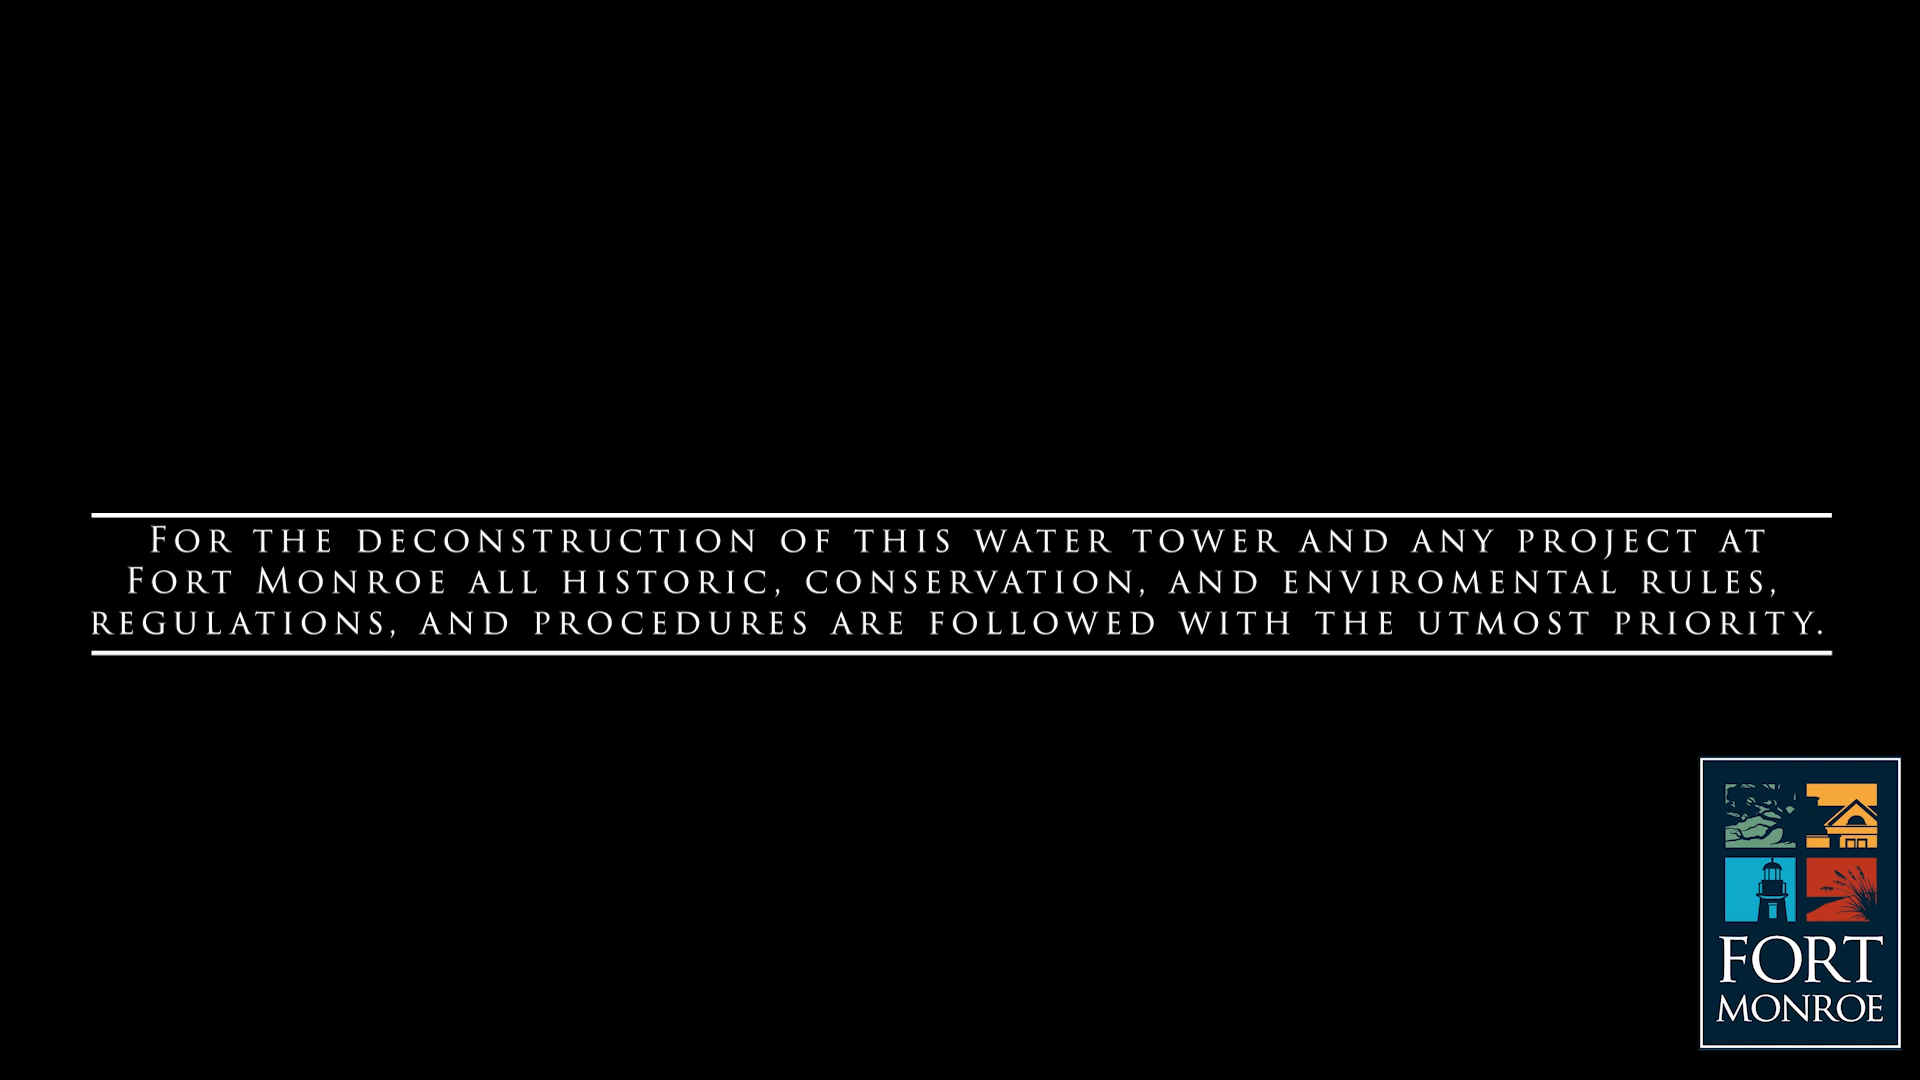 For the deconstruction of this water tower and any project at
Fort Monroe all historic, conservation, and enviromental rules,
regulations, and procedures are followed with the utmost priority.
FORT
MONROE